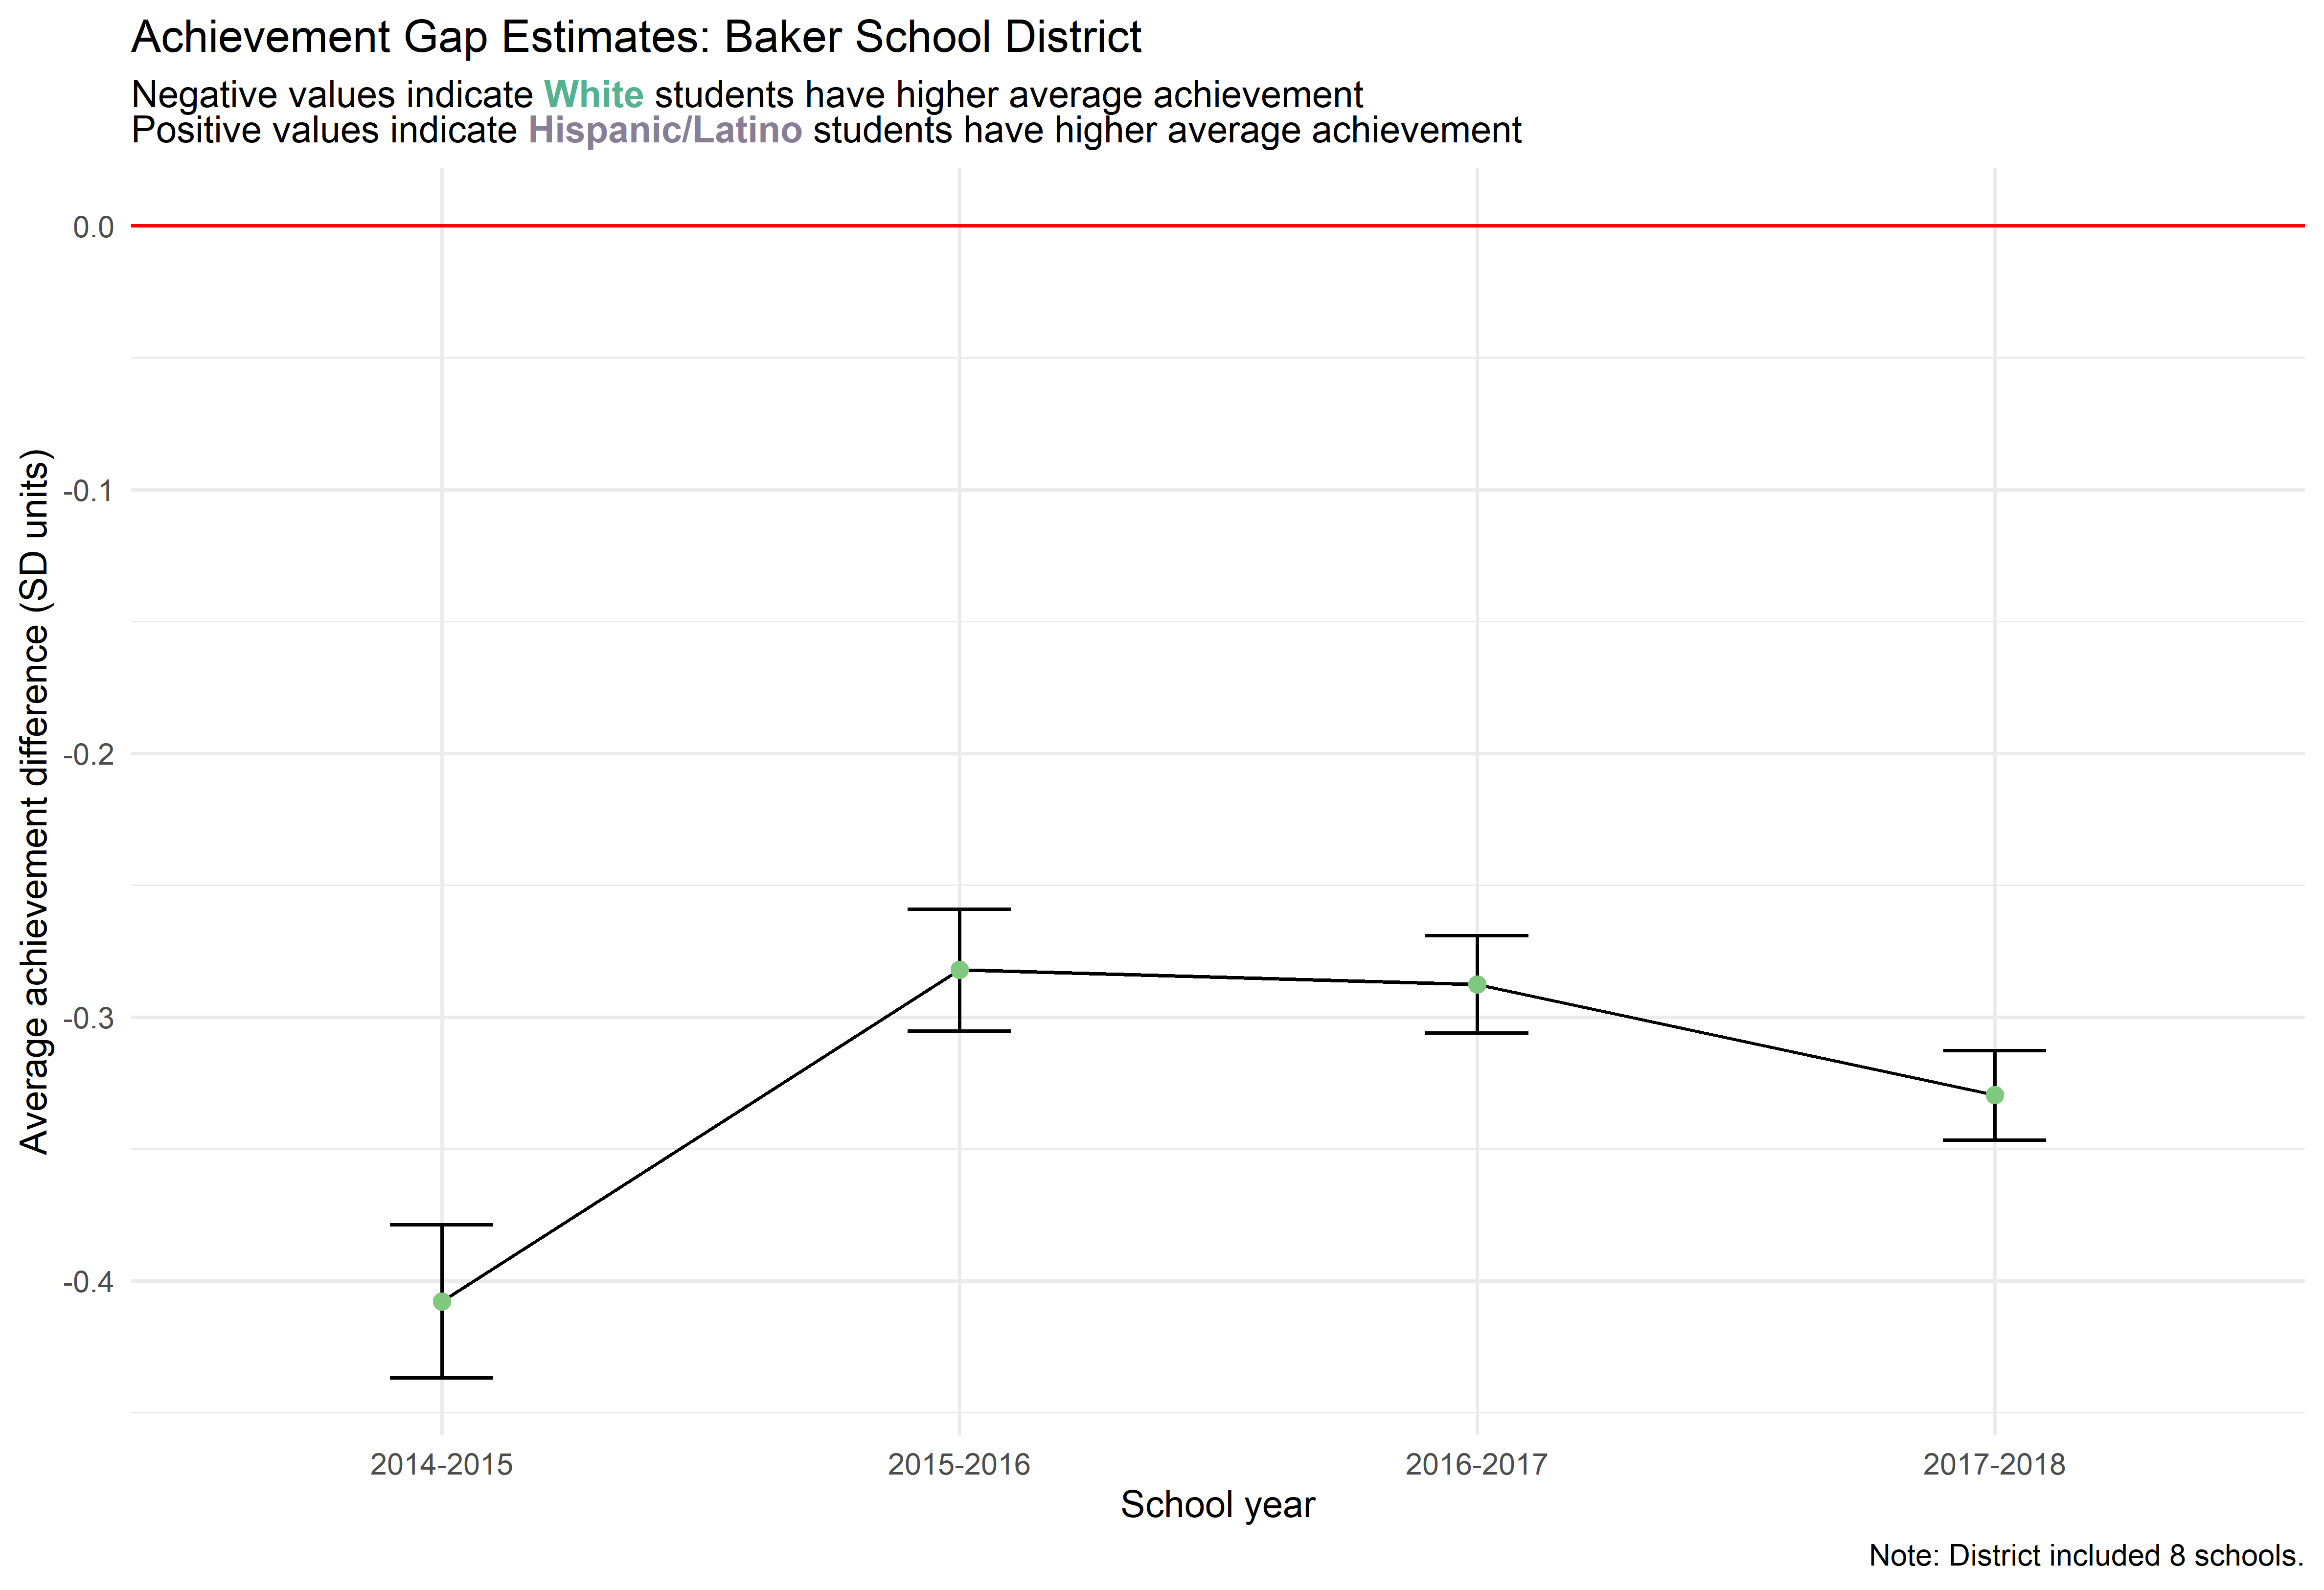 Achievement Gap Estimates: Baker School District
Negative values indicate White students have higher average achievement
Positive values indicate Hispanic/Latino students have higher average achievement
Average achievement difference (SD units)
0.0
-0.1
-0.2
-0.3
-0.4
2014-2015
2015-2016
2016-2017
2017-2018
School year
Note: District included 8 schools.